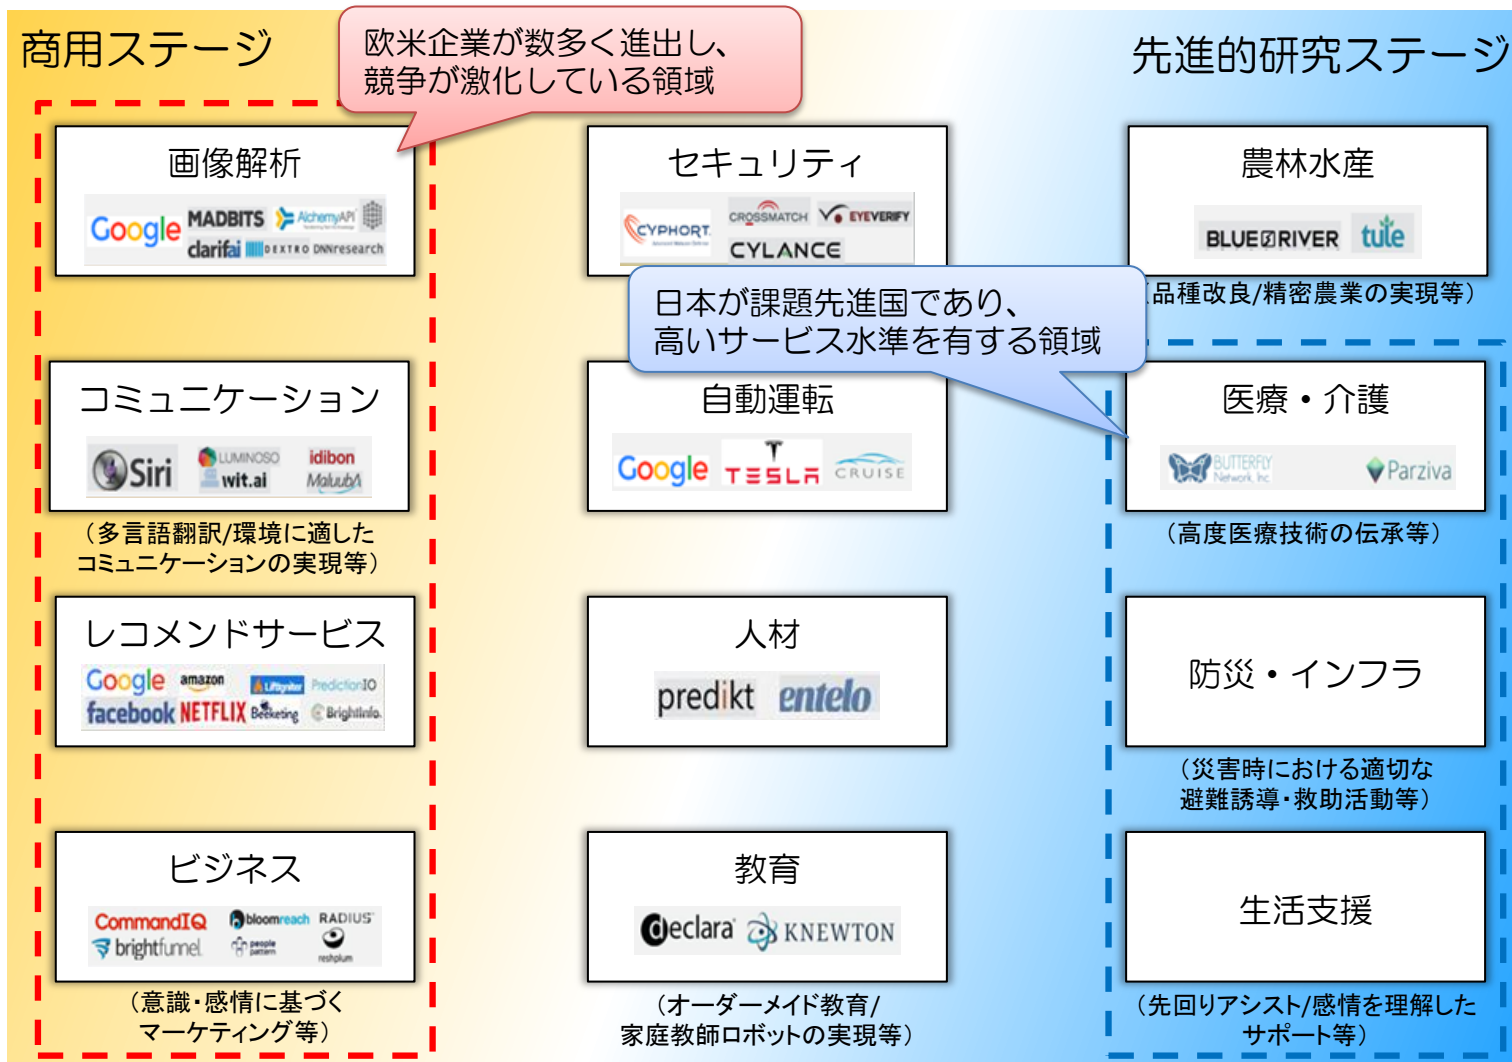 商用ステージ
欧米企業が数多く進出し、
競争が激化している領域
先進的研究ステージ
画像解析
Google
MADBITS
AlchemyAPI
clarifai
DEXTRO
DNNresearch
セキュリティ
CYPHORT
CROSSMATCH
EYEVERIFY
CYLANCE
農林水産
BLUE RIVER
tule
品種改良/精密農業の実現等）
日本が課題先進国であり、
高いサービス水準を有する領域
コミュニケーション
Siri
LUMINOSO
wit.ai
idibon
Maluuba
（多言語翻訳/環境に適した
コミュニケーションの実現等）
自動運転
Google
TESLA
CRUISE
医療・介護
BUTTERFLY
Network, Inc
Parziva
（高度医療技術の伝承等）
レコメンドサービス
Google
amazon
LiftIgniter
PredictionIO
facebook
NETFLIX
Beeketing
BrightInfo.
人材
predikt
entelo
防災・インフラ
（災害時における適切な
避難誘導・救助活動等）
ビジネス
CommandIQ
bloomreach
RADIUS
brightfunnel
people
pattern
reshplum
（意識・感情に基づく
マーケティング等）
教育
declara
KNEWTON
（オーダーメイド教育/
家庭教師ロボットの実現等）
生活支援
（先回りアシスト/感情を理解した
サポート等）